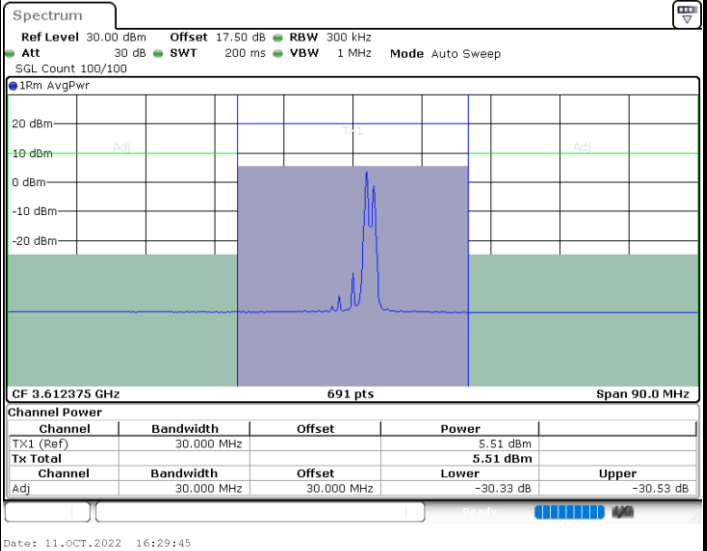 Spectrum
Ref Level 30.00 dBm Offset 17.50 dB RBW 300 kHz
Att 30 dB SWT 200 ms VBW 1 MHz Mode Auto Sweep
SGL Count 100/100
1Rm AvgPwr
20 dBm
TX1
Adj Adj
10 dBm
0 dBm
-10 dBm
-20 dBm
CF 3.612375 GHz 691 pts Span 90.0 MHz
Channel Power
Channel Bandwidth Offset Power
TX1 (Ref) 30.000 MHz 5.51 dBm
Tx Total 5.51 dBm
Channel Bandwidth Offset Lower Upper
Adj 30.000 MHz 30.000 MHz -30.33 dB -30.53 dB
Ready
Date: 11.OCT.2022 16:29:45